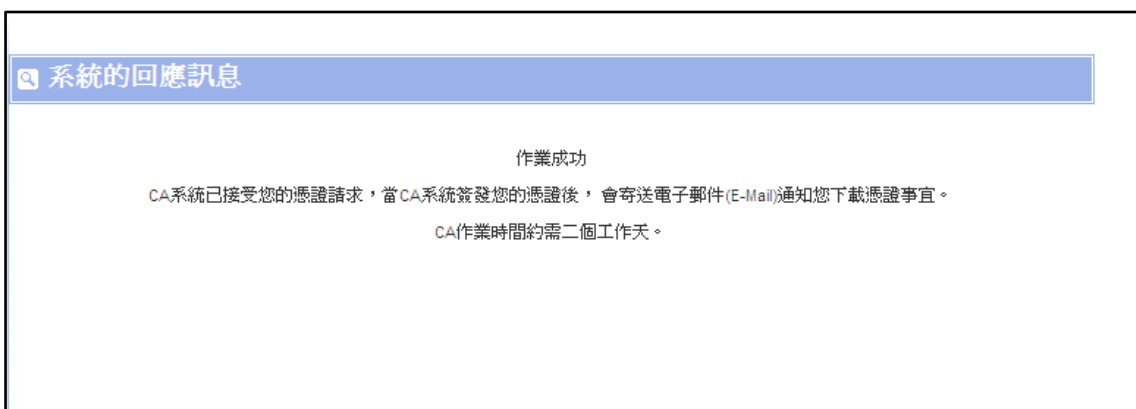 系統的回應訊息
作業成功
CA系統已接受您的憑證請求，當CA系統簽發您的憑證後， 會寄送電子郵件(E-Mail)通知您下載憑證事宜。
CA作業時間約需二個工作天。